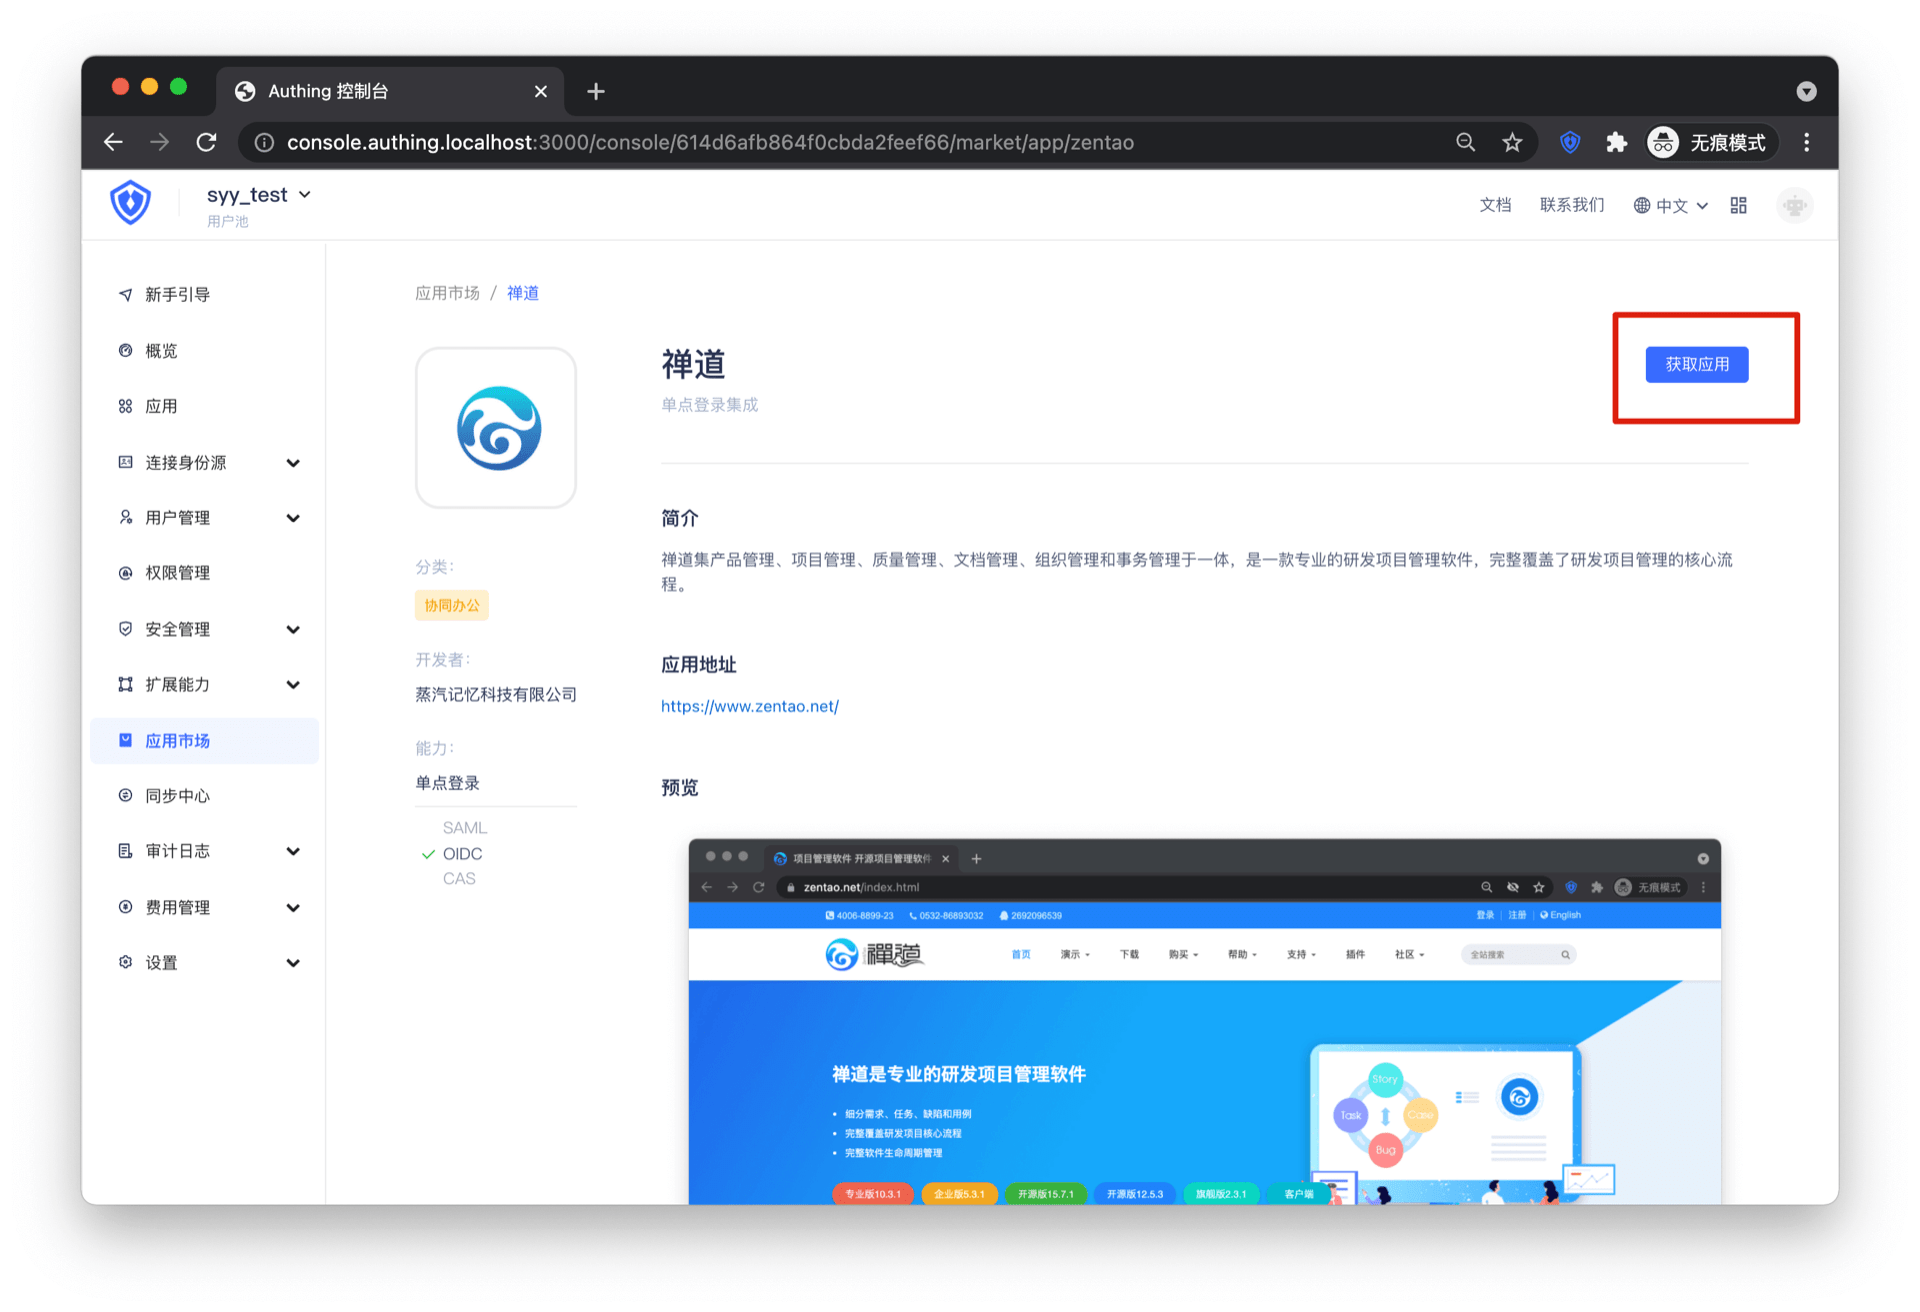 Authing 控制台
console.authing.localhost:3000/console/614d6afb864f0cbda2feef66/market/app/zentao
无痕模式
syy_test
用户池
文档
联系我们
中文
新手引导
概览
应用
连接身份源
用户管理
权限管理
安全管理
扩展能力
应用市场
同步中心
审计日志
费用管理
设置
应用市场 / 禅道
分类：
协同办公
开发者：
蒸汽记忆科技有限公司
能力：
单点登录
SAML
OIDC
CAS
禅道
单点登录集成
获取应用
简介
禅道集产品管理、项目管理、质量管理、文档管理、组织管理和事务管理于一体，是一款专业的研发项目管理软件，完整覆盖了研发项目管理的核心流
程。
应用地址
https://www.zentao.net/
预览
项目管理软件 开源项目管理软件
zentao.net/index.html
无痕模式
4006-8899-23 0532-86893032 2692096539
登录 | 注册 | English
禪道
首页 演示 下载 购买 帮助 支持 插件 社区
全站搜索
禅道是专业的研发项目管理软件
• 细分需求、任务、缺陷和用例
• 完整覆盖研发项目核心流程
• 完整软件生命周期管理
专业版10.3.1 企业版5.3.1 开源版15.7.1 开源版12.5.3 旗舰版2.3.1 客户端
Story
Task
Case
Bug